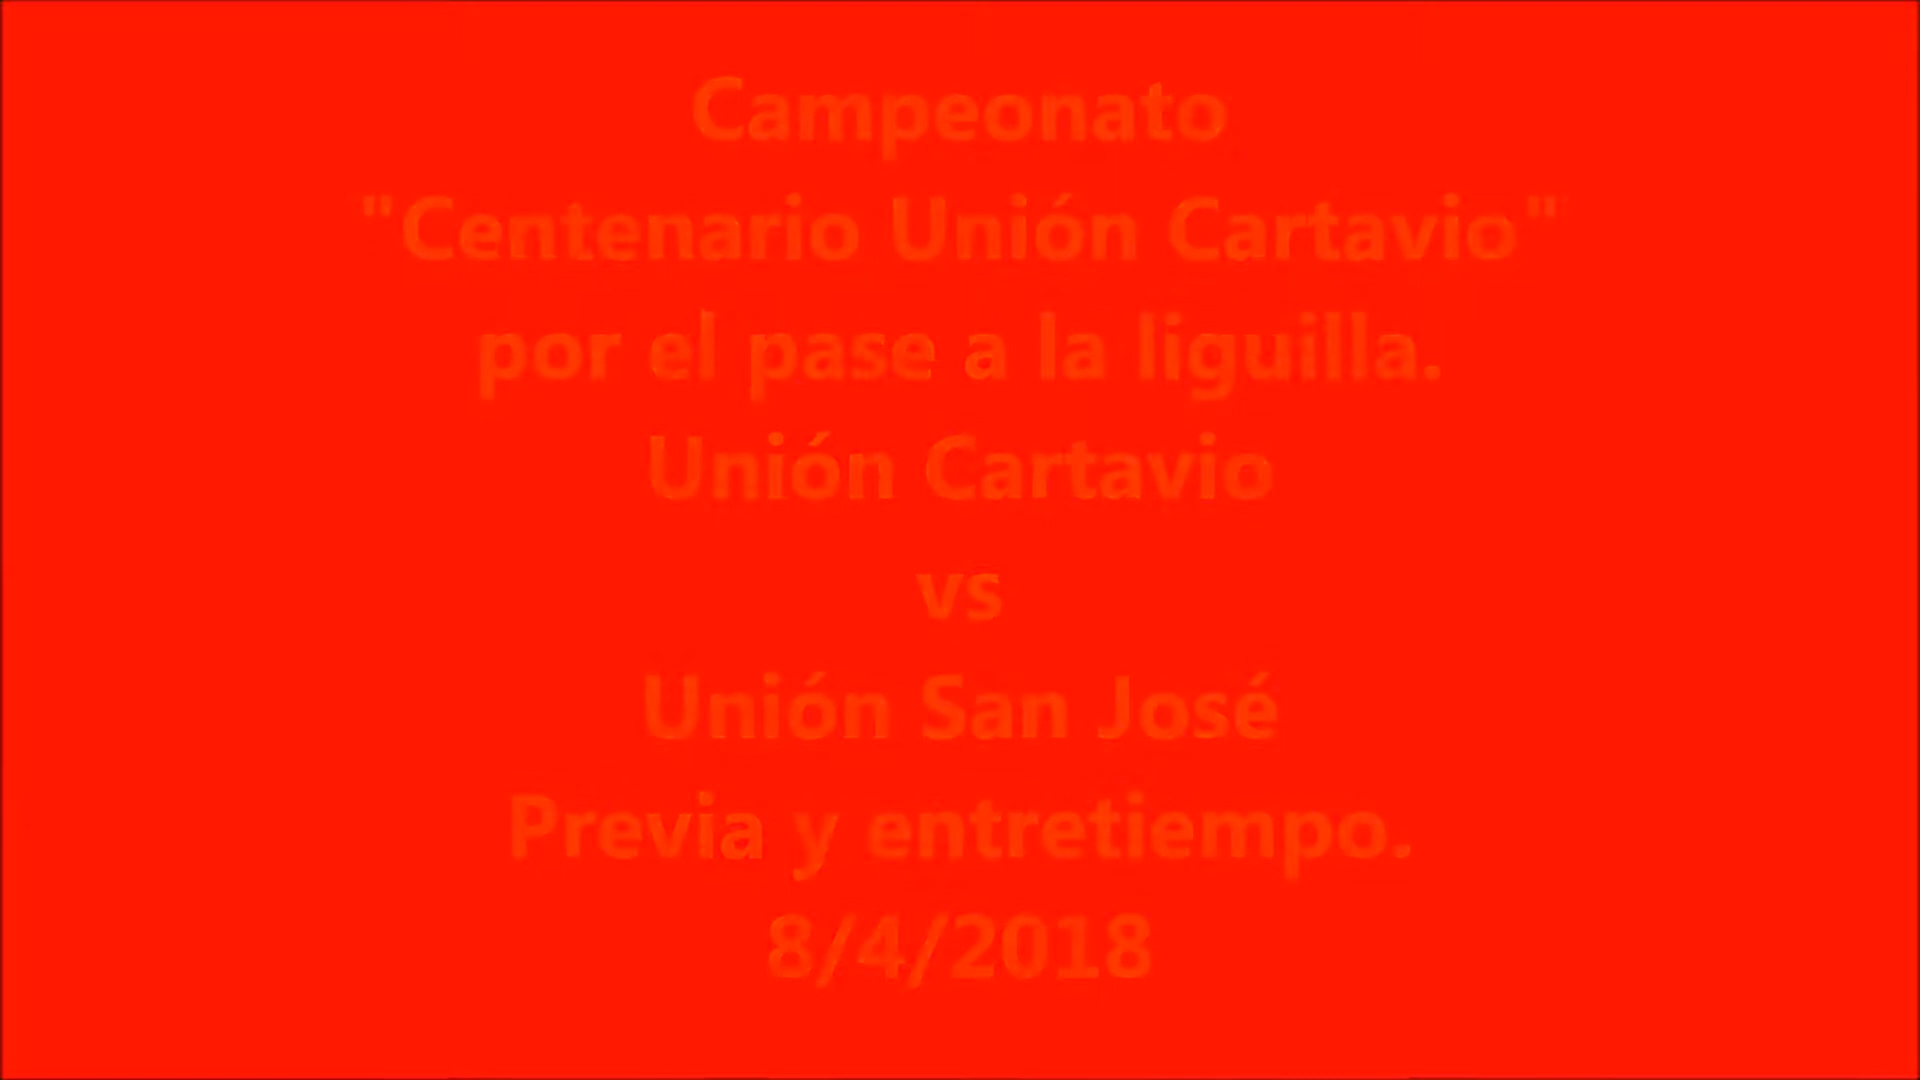 Campeonato
"Centenario Unión Cartavio"
por el pase a la liguilla.
Unión Cartavio
vs
Unión San José
Previa y entretiempo.
8/4/2018